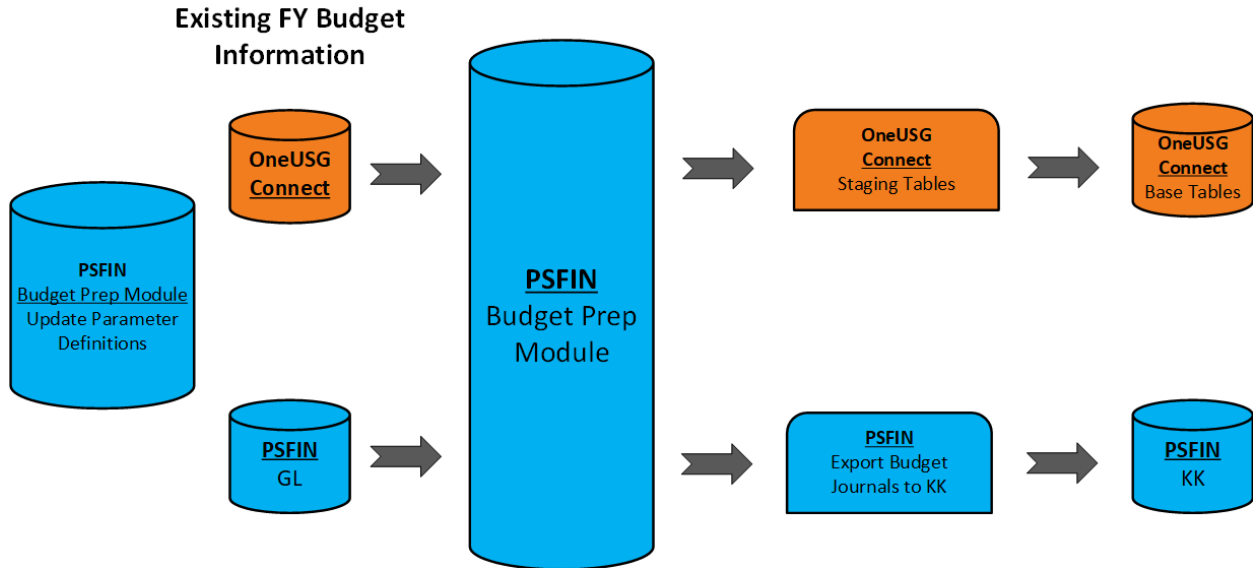 Existing FY Budget
Information
PSFIN
Budget Prep Module
Update Parameter
Definitions
OneUSG
Connect
PSFIN
GL
PSFIN
Budget Prep
Module
OneUSG
Connect
Staging Tables
OneUSG
Connect
Base Tables
PSFIN
Export Budget
Journals to KK
PSFIN
KK